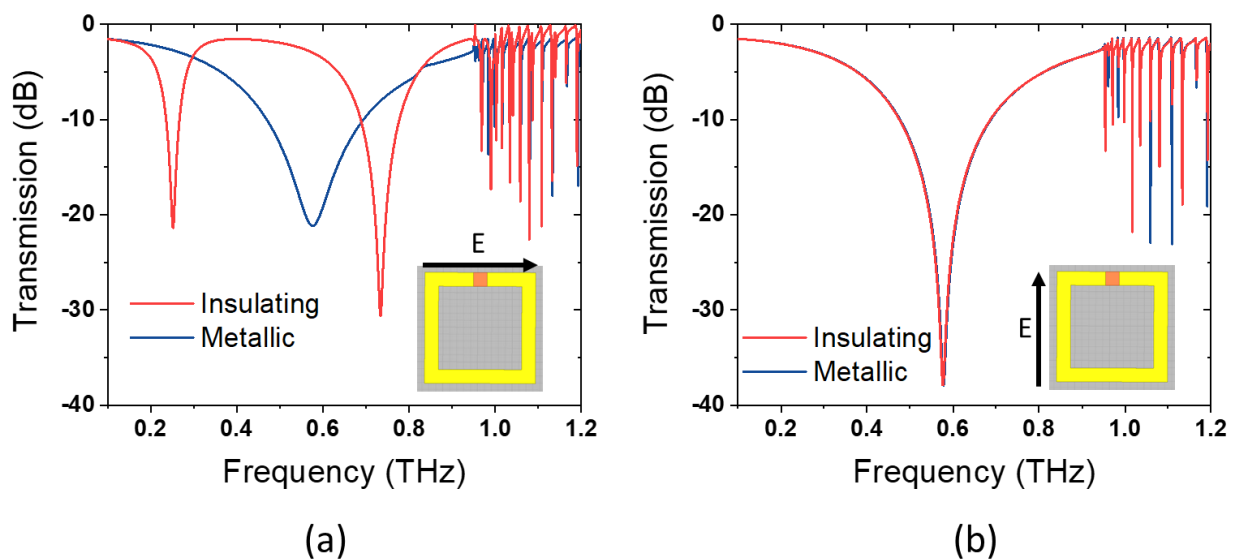 Transmission (dB)
0
-10
-20
-30
-40
E
Insulating
Metallic
0.2 0.4 0.6 0.8 1.0 1.2
Frequency (THz)
(a)
Transmission (dB)
0
-10
-20
-30
-40
E
Insulating
Metallic
0.2 0.4 0.6 0.8 1.0 1.2
Frequency (THz)
(b)